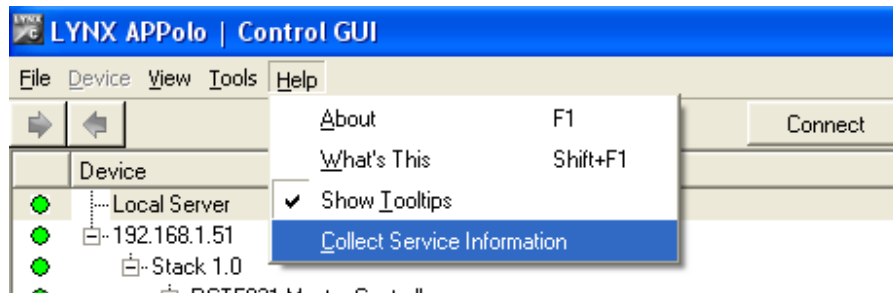 LYNX APPolo | Control GUI
File Device View Tools Help
About F1
Connect
What's This Shift+F1
Device
Show Tooltips
Local Server
Collect Service Information
192.168.1.51
Stack 1.0